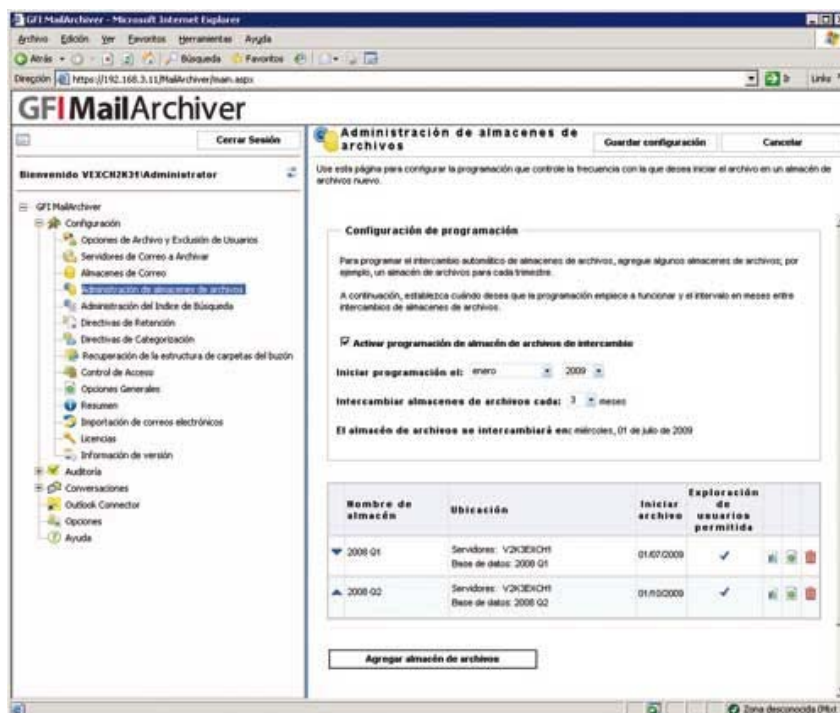 GFI MailArchiver - Microsoft Internet Explorer
Archivo Edición Ver Favoritos Herramientas Ayuda
Atrás Búsqueda Favoritos
Dirección https://192.168.3.11/MailArchiver/main.aspx Ir
GFI MailArchiver
Cerrar Sesión
Bienvenido VEXCH2K31\Administrator
GFI MailArchiver
Configuración
Opciones de Archivo y Exclusión de Usuarios
Servidores de Correo a Archivar
Almacenes de Correo
Administración de almacenes de archivos
Administración del Indice de Búsqueda
Directivas de Retención
Directivas de Categorización
Recuperación de la estructura de carpetas del buzón
Control de Acceso
Opciones Generales
Resumen
Importación de correos electrónicos
Licencias
Información de versión
Auditoría
Conversaciones
Outlook Connector
Opciones
Ayuda
Administración de almacenes de
archivos
Guardar configuración Cancelar
Use esta página para configurar la programación que controle la frecuencia con la que desea iniciar el archivo en un almacén de
archivos nuevo.
Configuración de programación
Para programar el intercambio automático de almacenes de archivos, agregue algunos almacenes de archivos; por
ejemplo, un almacén de archivos para cada trimestre.
A continuación, establezca cuándo desea que la programación empiece a funcionar y el intervalo en meses entre
intercambios de almacenes de archivos.
Activar programación de almacén de archivos de intercambio
Iniciar programación el: enero 2009
Intercambiar almacenes de archivos cada: 3 meses
El almacén de archivos se intercambiará en: miércoles, 01 de julio de 2009
Nombre de
almacén
Ubicación
Iniciar
archivo
Exploración
de
usuarios
permitida
2008 Q1
Servidores: V2K3EXCH1
Base de datos: 2008 Q1
01/07/2009
2008 Q2
Servidores: V2K3EXCH1
Base de datos: 2008 Q2
01/10/2009
Agregar almacén de archivos
Zona desconocida